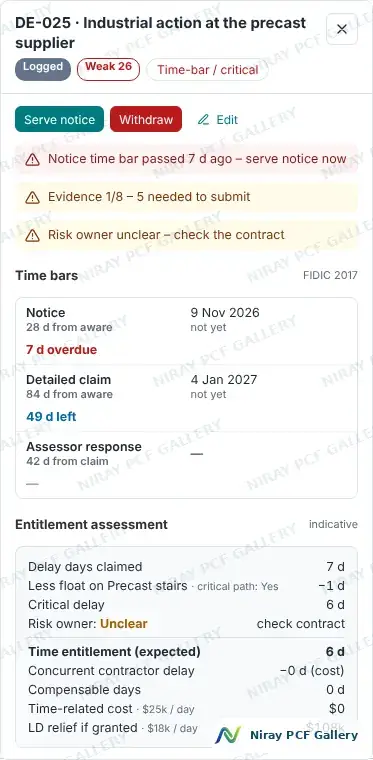 DE-025 · Industrial action at the precast
supplier
Logged
Weak 26
Time-bar / critical
Serve notice
Withdraw
Edit
Notice time bar passed 7 d ago – serve notice now
Evidence 1/8 – 5 needed to submit
Risk owner unclear – check the contract
Time bars FIDIC 2017
Notice 9 Nov 2026
28 d from aware not yet
7 d overdue
Detailed claim 4 Jan 2027
84 d from aware not yet
49 d left
Assessor response —
42 d from claim
—
Entitlement assessment indicative
Delay days claimed 7 d
Less float on Precast stairs · critical path: Yes −1 d
Critical delay 6 d
Risk owner: Unclear check contract
Time entitlement (expected) 6 d
Concurrent contractor delay −0 d (cost)
Compensable days 0 d
Time-related cost · $25k / day $0
LD relief if granted · $18k / day $108k
Niray PCF Gallery
NIRAY PCF GALLERY